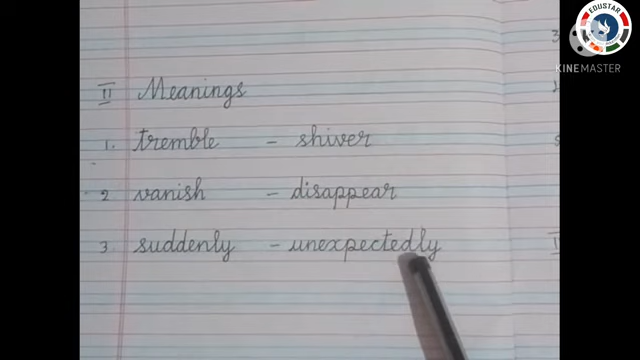 EDUSTAR
KINEMASTER
II Meanings
1. tremble - shiver
2 vanish - disappear
3. suddenly - unexpectedly